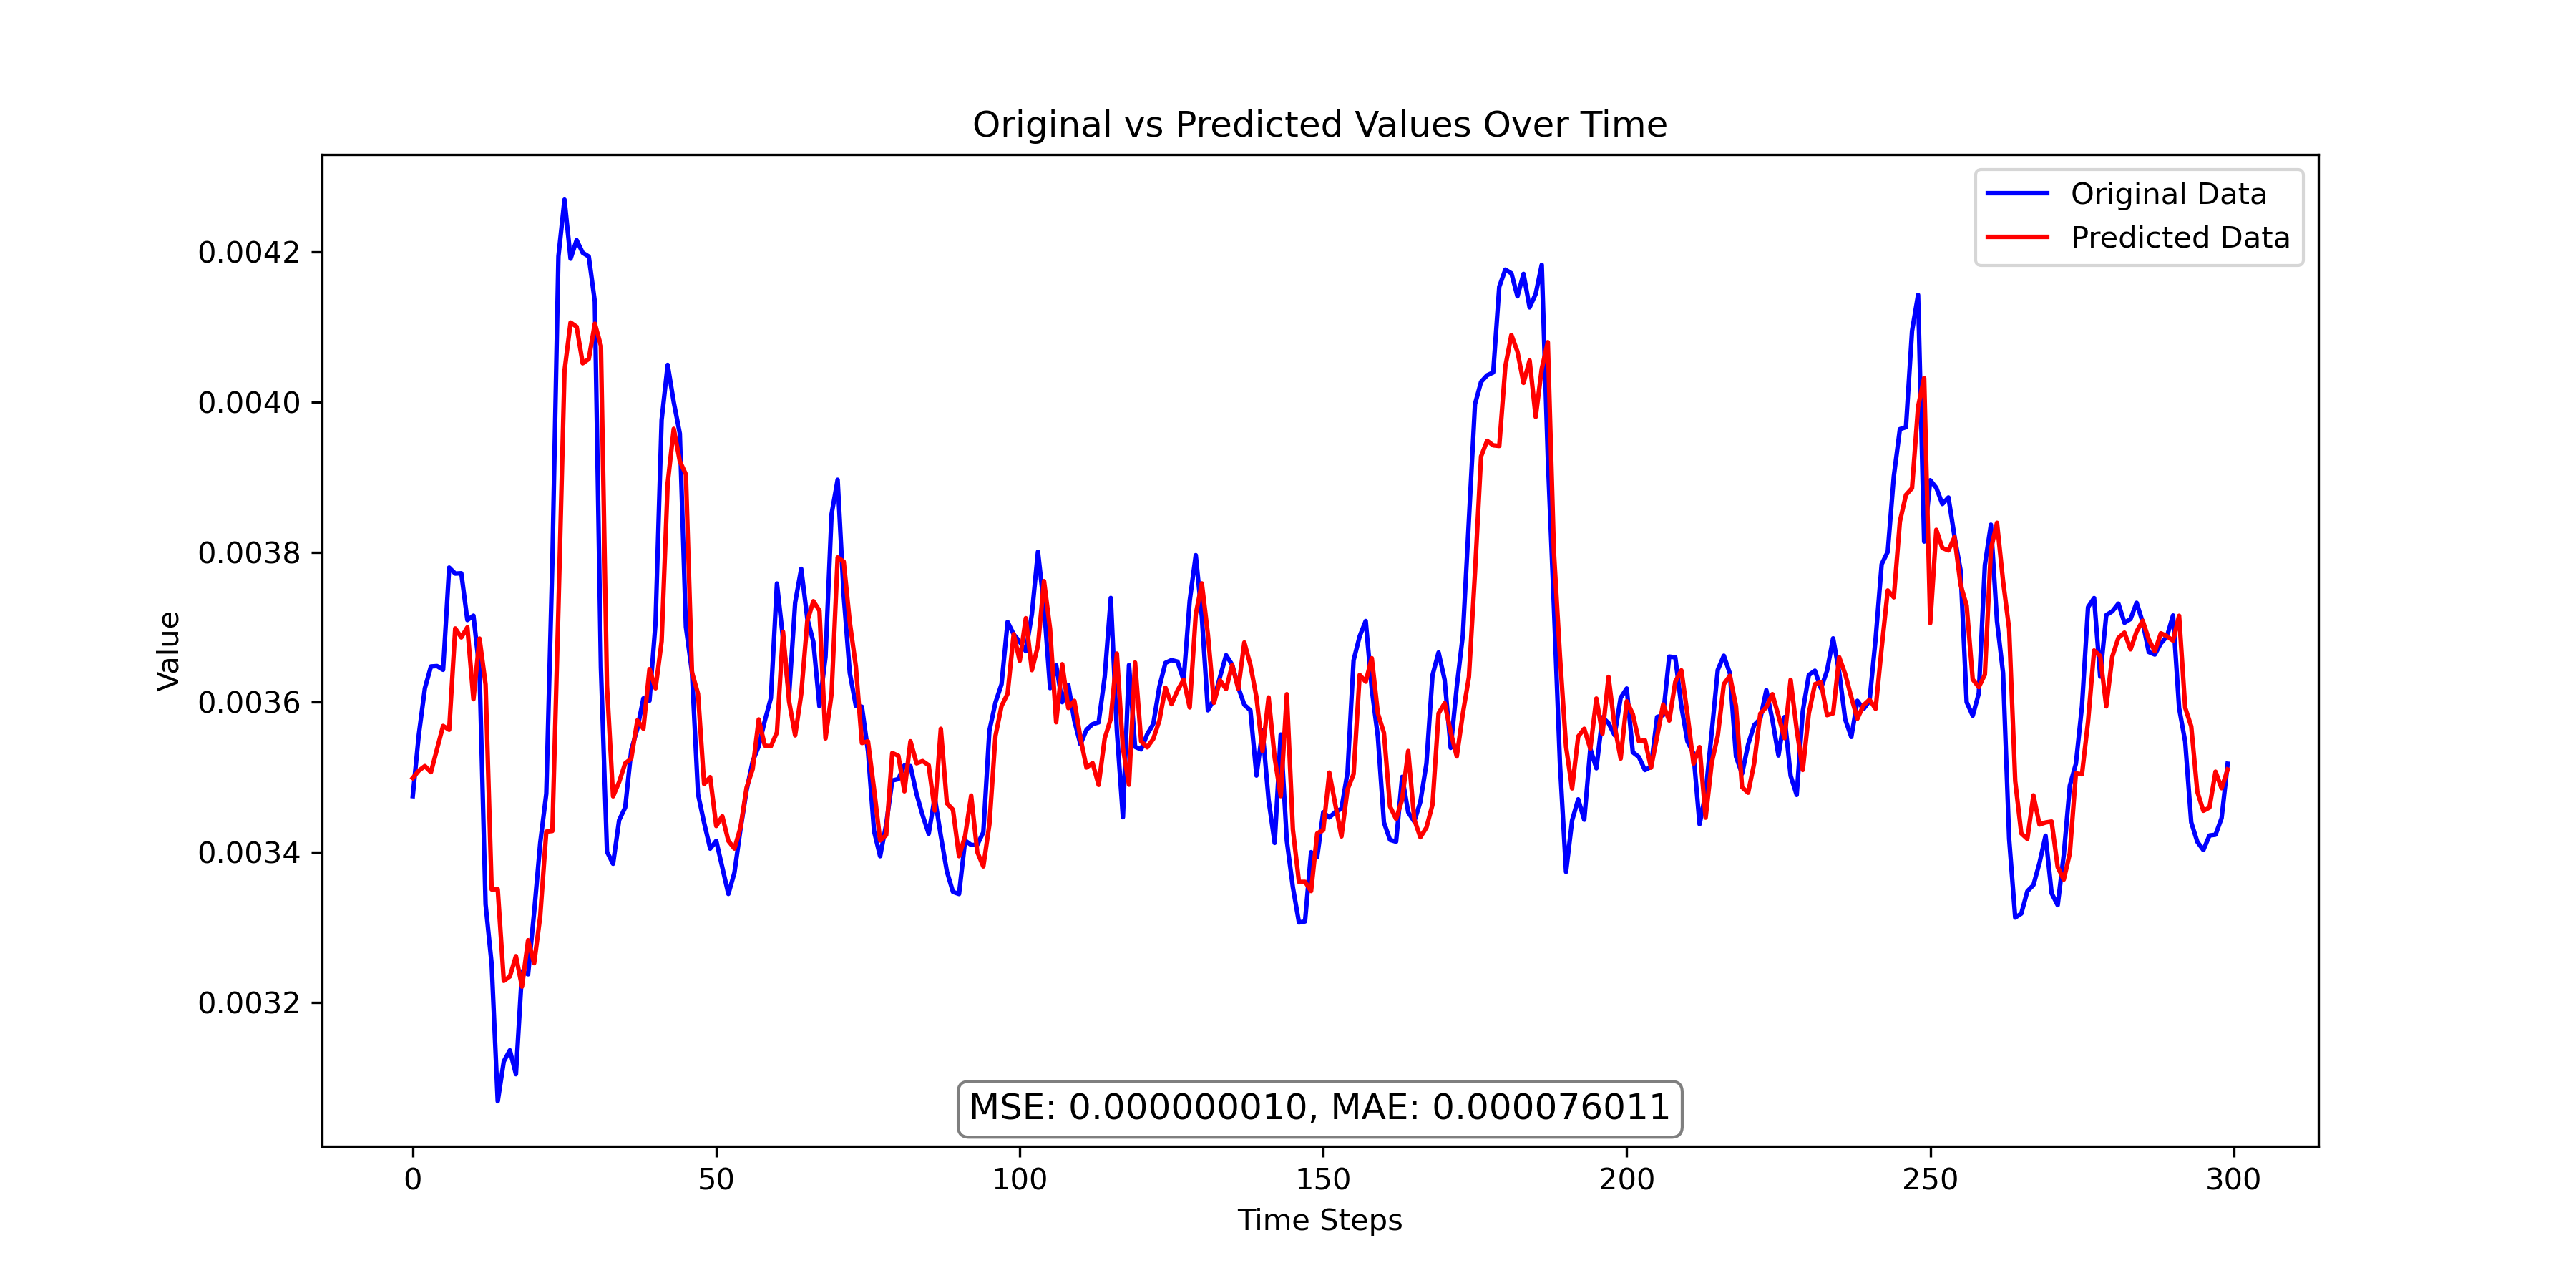 Original vs Predicted Values Over Time
Original Data
Predicted Data
Value
0.0042
0.0040
0.0038
0.0036
0.0034
0.0032
MSE: 0.000000010, MAE: 0.000076011
0 50 100 150 200 250 300
Time Steps